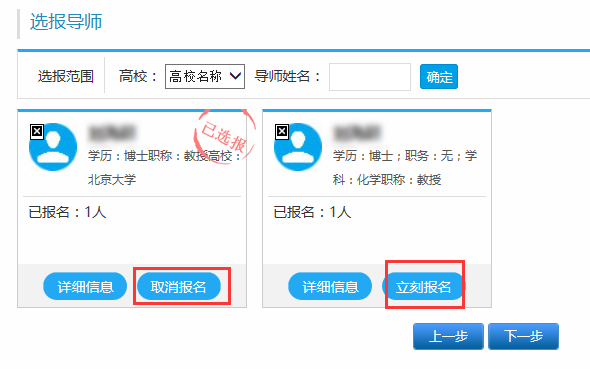 选报导师
选报范围 高校： 高校名称 导师姓名： 确定
已选报
学历：博士职称：教授高校：
北京大学
已报名：1人
详细信息 取消报名
学历：博士；职务：无；学
科：化学职称：教授
已报名：1人
详细信息 立刻报名
上一步 下一步